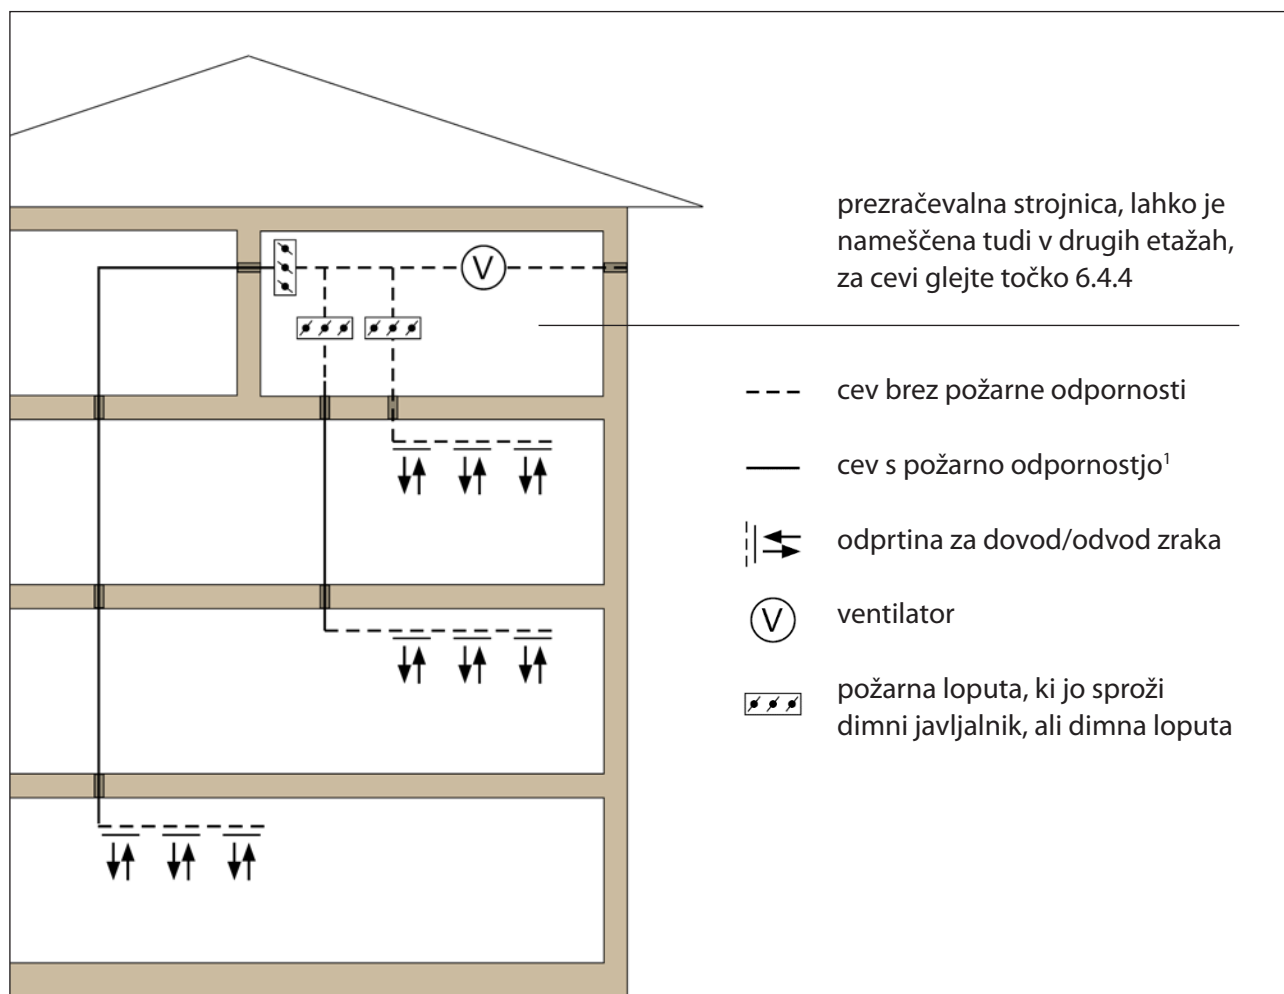 prezračevalna strojnica, lahko je
nameščena tudi v drugih etažah,
za cevi glejte točko 6.4.4
V
cev brez požarne odpornosti
cev s požarno odpornostjo¹
odprtina za dovod/odvod zraka
V
ventilator
požarna loputa, ki jo sproži
dimni javljalnik, ali dimna loputa